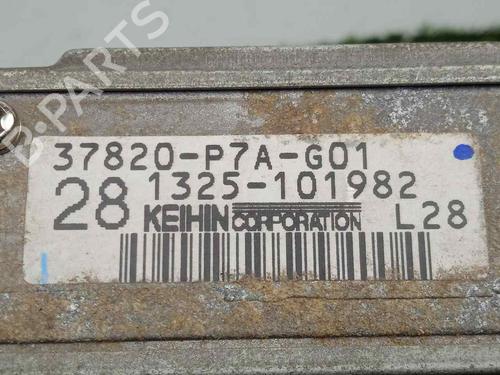 B-PARTS
37820-P7A-G01
28 1325-101982
KEIHIN CORPORATION L28